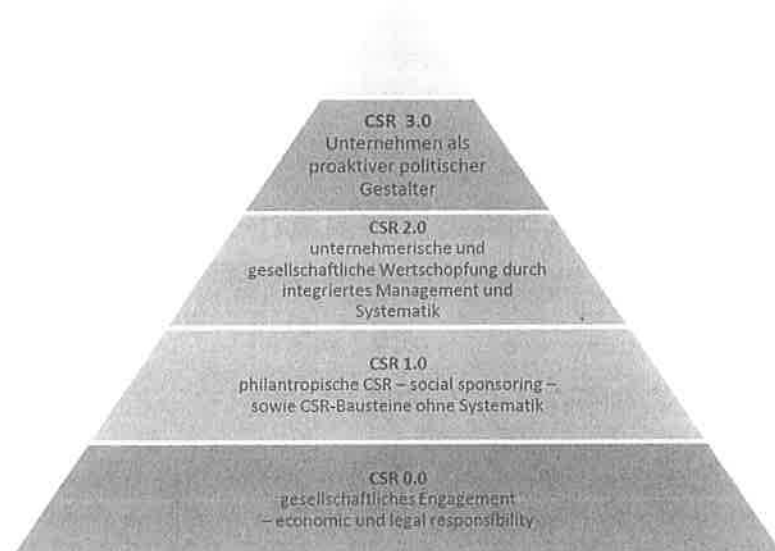 CSR 3.0
Unternehmen als
proaktiver politischer
Gestalter
CSR 2.0
unternehmerische und
gesellschaftliche Wertschöpfung durch
integriertes Management und
Systematik
CSR 1.0
philantropische CSR – social sponsoring –
sowie CSR-Bausteine ohne Systematik
CSR 0.0
gesellschaftliches Engagement
– economic und legal responsibility